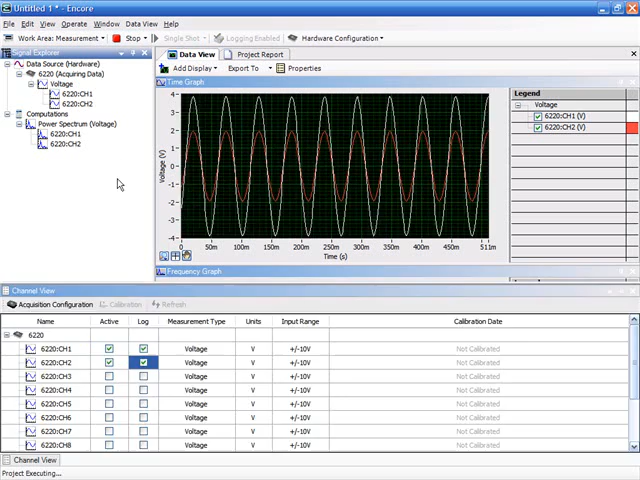 Untitled 1 * - Encore
File Edit View Operate Window Data View Help
Work Area: Measurement Stop Single Shot Logging Enabled Hardware Configuration
Signal Explorer
Data Source (Hardware)
6220 (Acquiring Data)
Voltage
6220:CH1
6220:CH2
Computations
Power Spectrum (Voltage)
6220:CH1
6220:CH2
Data View Project Report
Add Display Export To Properties
Time Graph
Voltage (V)
4
3
2
1
0
-1
-2
-3
-4
0 50m 100m 150m 200m 250m 300m 350m 400m 450m 511m
Time (s)
Legend
Voltage
6220:CH1 (V)
6220:CH2 (V)
Frequency Graph
Channel View
Acquisition Configuration Calibration Refresh
Name Active Log Measurement Type Units Input Range Calibration Date
6220
6220:CH1 Voltage V +/-10V Not Calibrated
6220:CH2 Voltage V +/-10V Not Calibrated
6220:CH3 Voltage V +/-10V Not Calibrated
6220:CH4 Voltage V +/-10V Not Calibrated
6220:CH5 Voltage V +/-10V Not Calibrated
6220:CH6 Voltage V +/-10V Not Calibrated
6220:CH7 Voltage V +/-10V Not Calibrated
6220:CH8 Voltage V +/-10V Not Calibrated
Channel View
Project Executing...